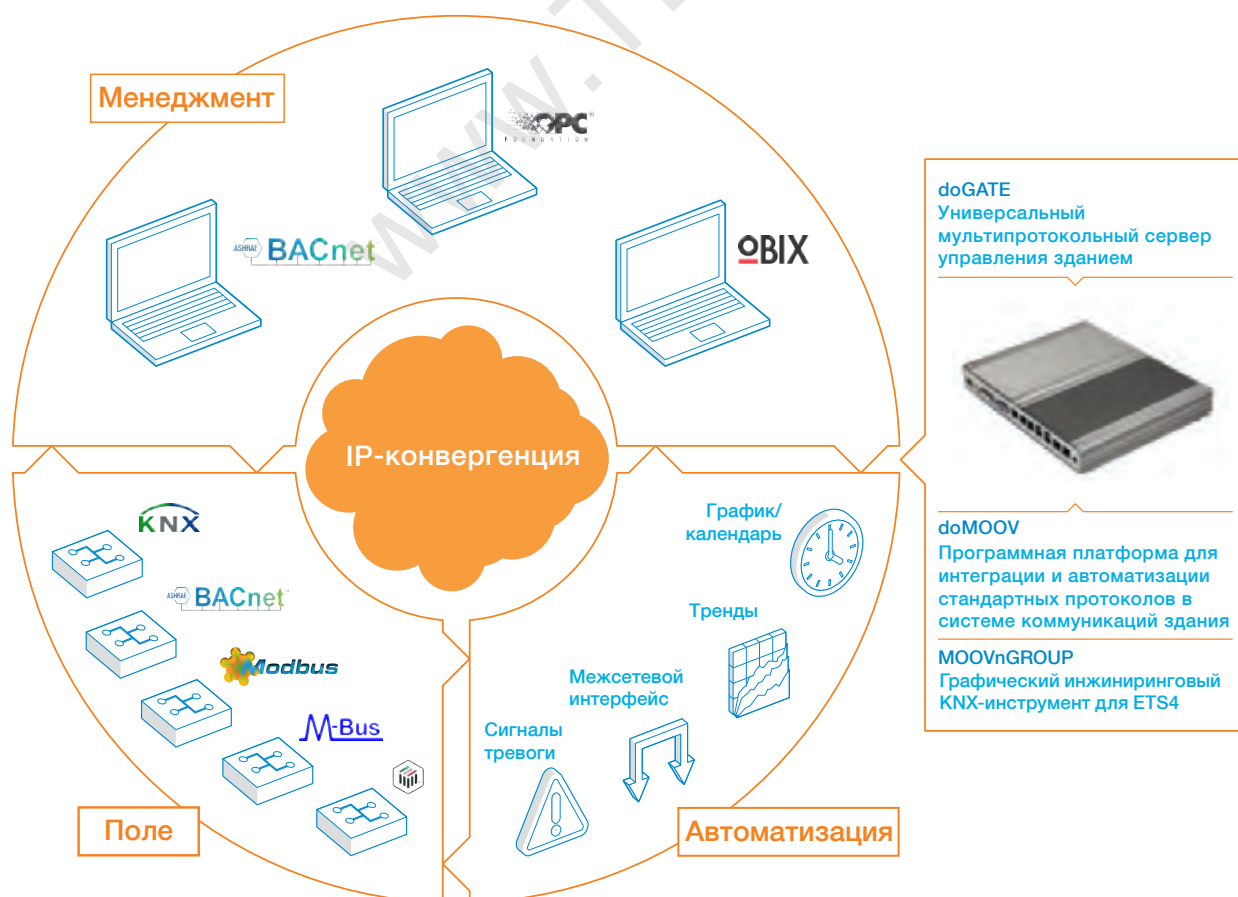 Менеджмент
OPC
FOUNDATION
ASHRAE BACnet
OBIX
IP-конвергенция
KNX
ASHRAE BACnet
Modbus
M-Bus
Поле
График/
календарь
Тренды
Межсетевой
интерфейс
Сигналы
тревоги
Автоматизация
doGATE
Универсальный
мультипротокольный сервер
управления зданием
doMOOV
Программная платформа для
интеграции и автоматизации
стандартных протоколов в
системе коммуникаций здания
MOOVnGROUP
Графический инжиниринговый
KNX-инструмент для ETS4
www.T